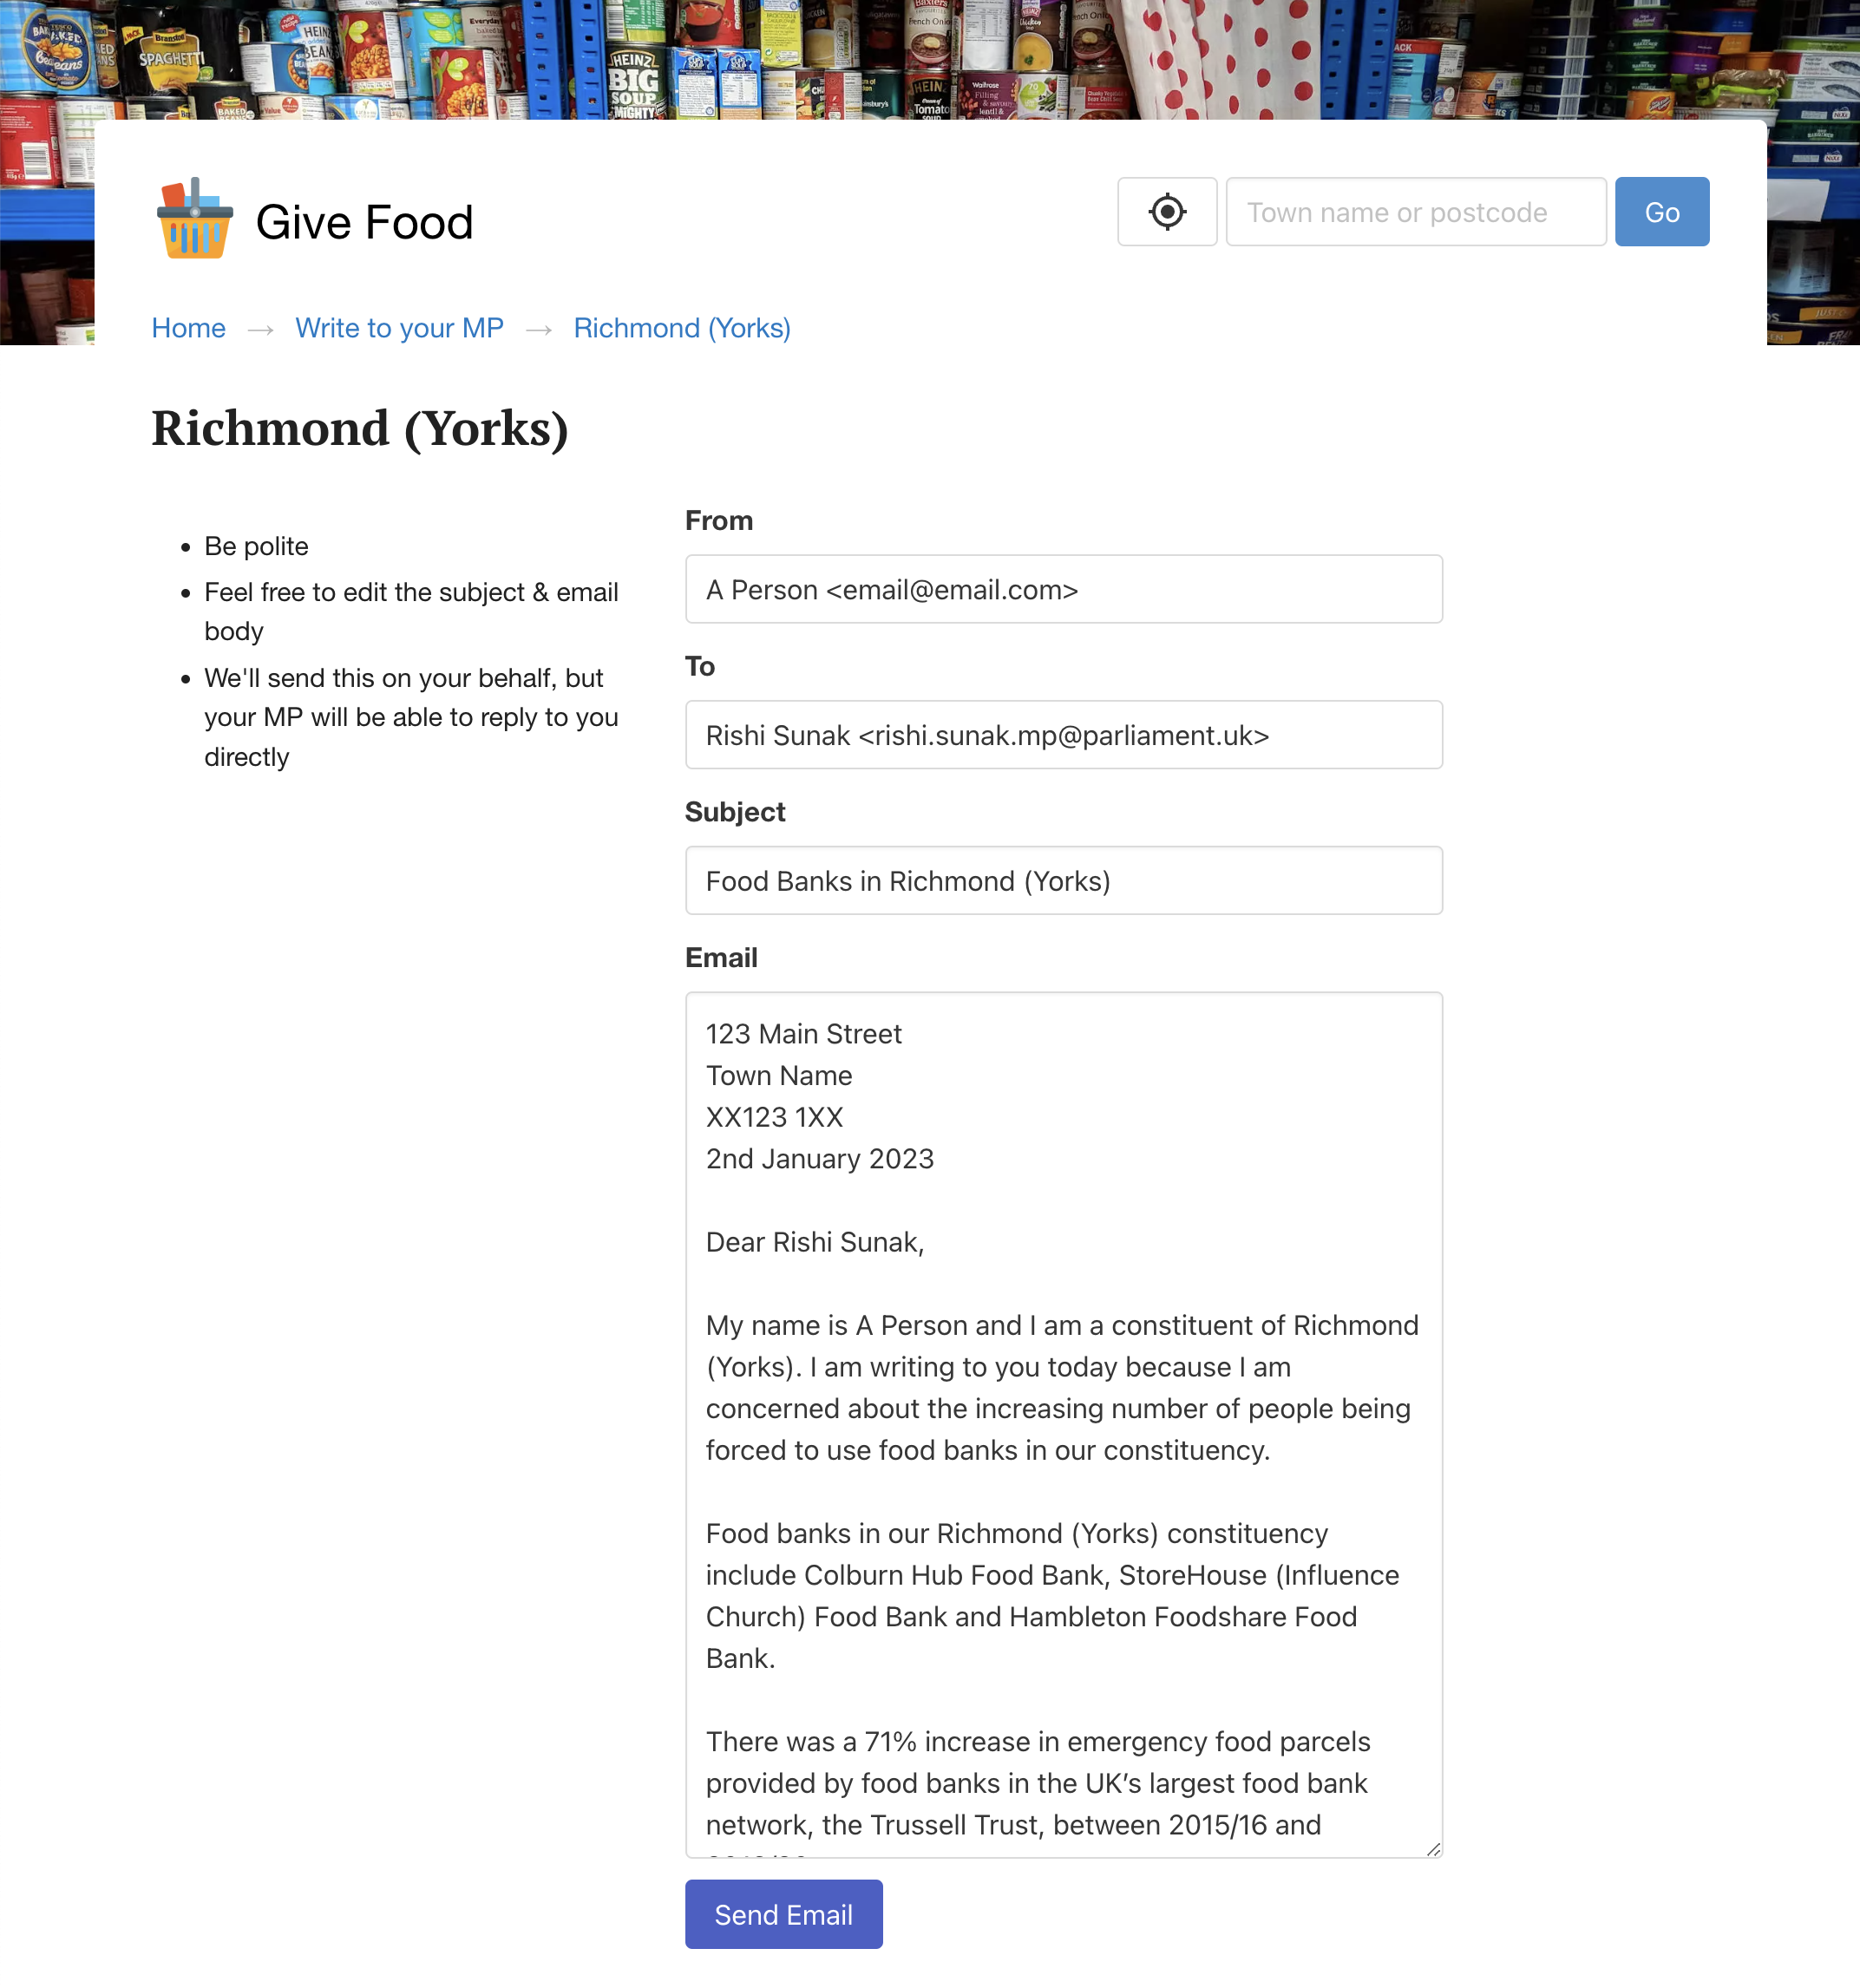 SPAGHETTI
HEINZ
BIG
SOUP
MIGHTY
French Onion
Give Food
Town name or postcode
Go
Home → Write to your MP → Richmond (Yorks)
Richmond (Yorks)
• Be polite
• Feel free to edit the subject & email
body
• We'll send this on your behalf, but
your MP will be able to reply to you
directly
From
A Person <email@email.com>
To
Rishi Sunak <rishi.sunak.mp@parliament.uk>
Subject
Food Banks in Richmond (Yorks)
Email
123 Main Street
Town Name
XX123 1XX
2nd January 2023
Dear Rishi Sunak,
My name is A Person and I am a constituent of Richmond
(Yorks). I am writing to you today because I am
concerned about the increasing number of people being
forced to use food banks in our constituency.
Food banks in our Richmond (Yorks) constituency
include Colburn Hub Food Bank, StoreHouse (Influence
Church) Food Bank and Hambleton Foodshare Food
Bank.
There was a 71% increase in emergency food parcels
provided by food banks in the UK’s largest food bank
network, the Trussell Trust, between 2015/16 and
Send Email